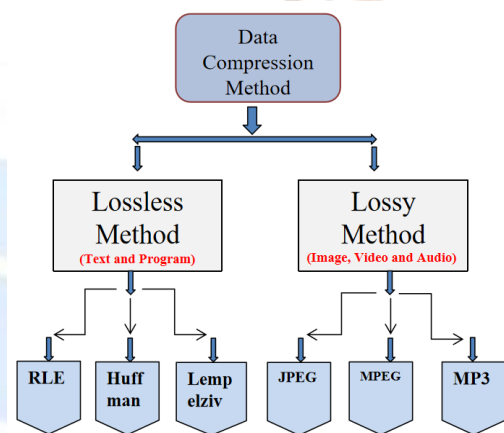 Data
Compression
Method
Lossless
Method
(Text and Program)
Lossy
Method
(Image, Video and Audio)
RLE
Huff
man
Lemp
elziv
JPEG
MPEG
MP3